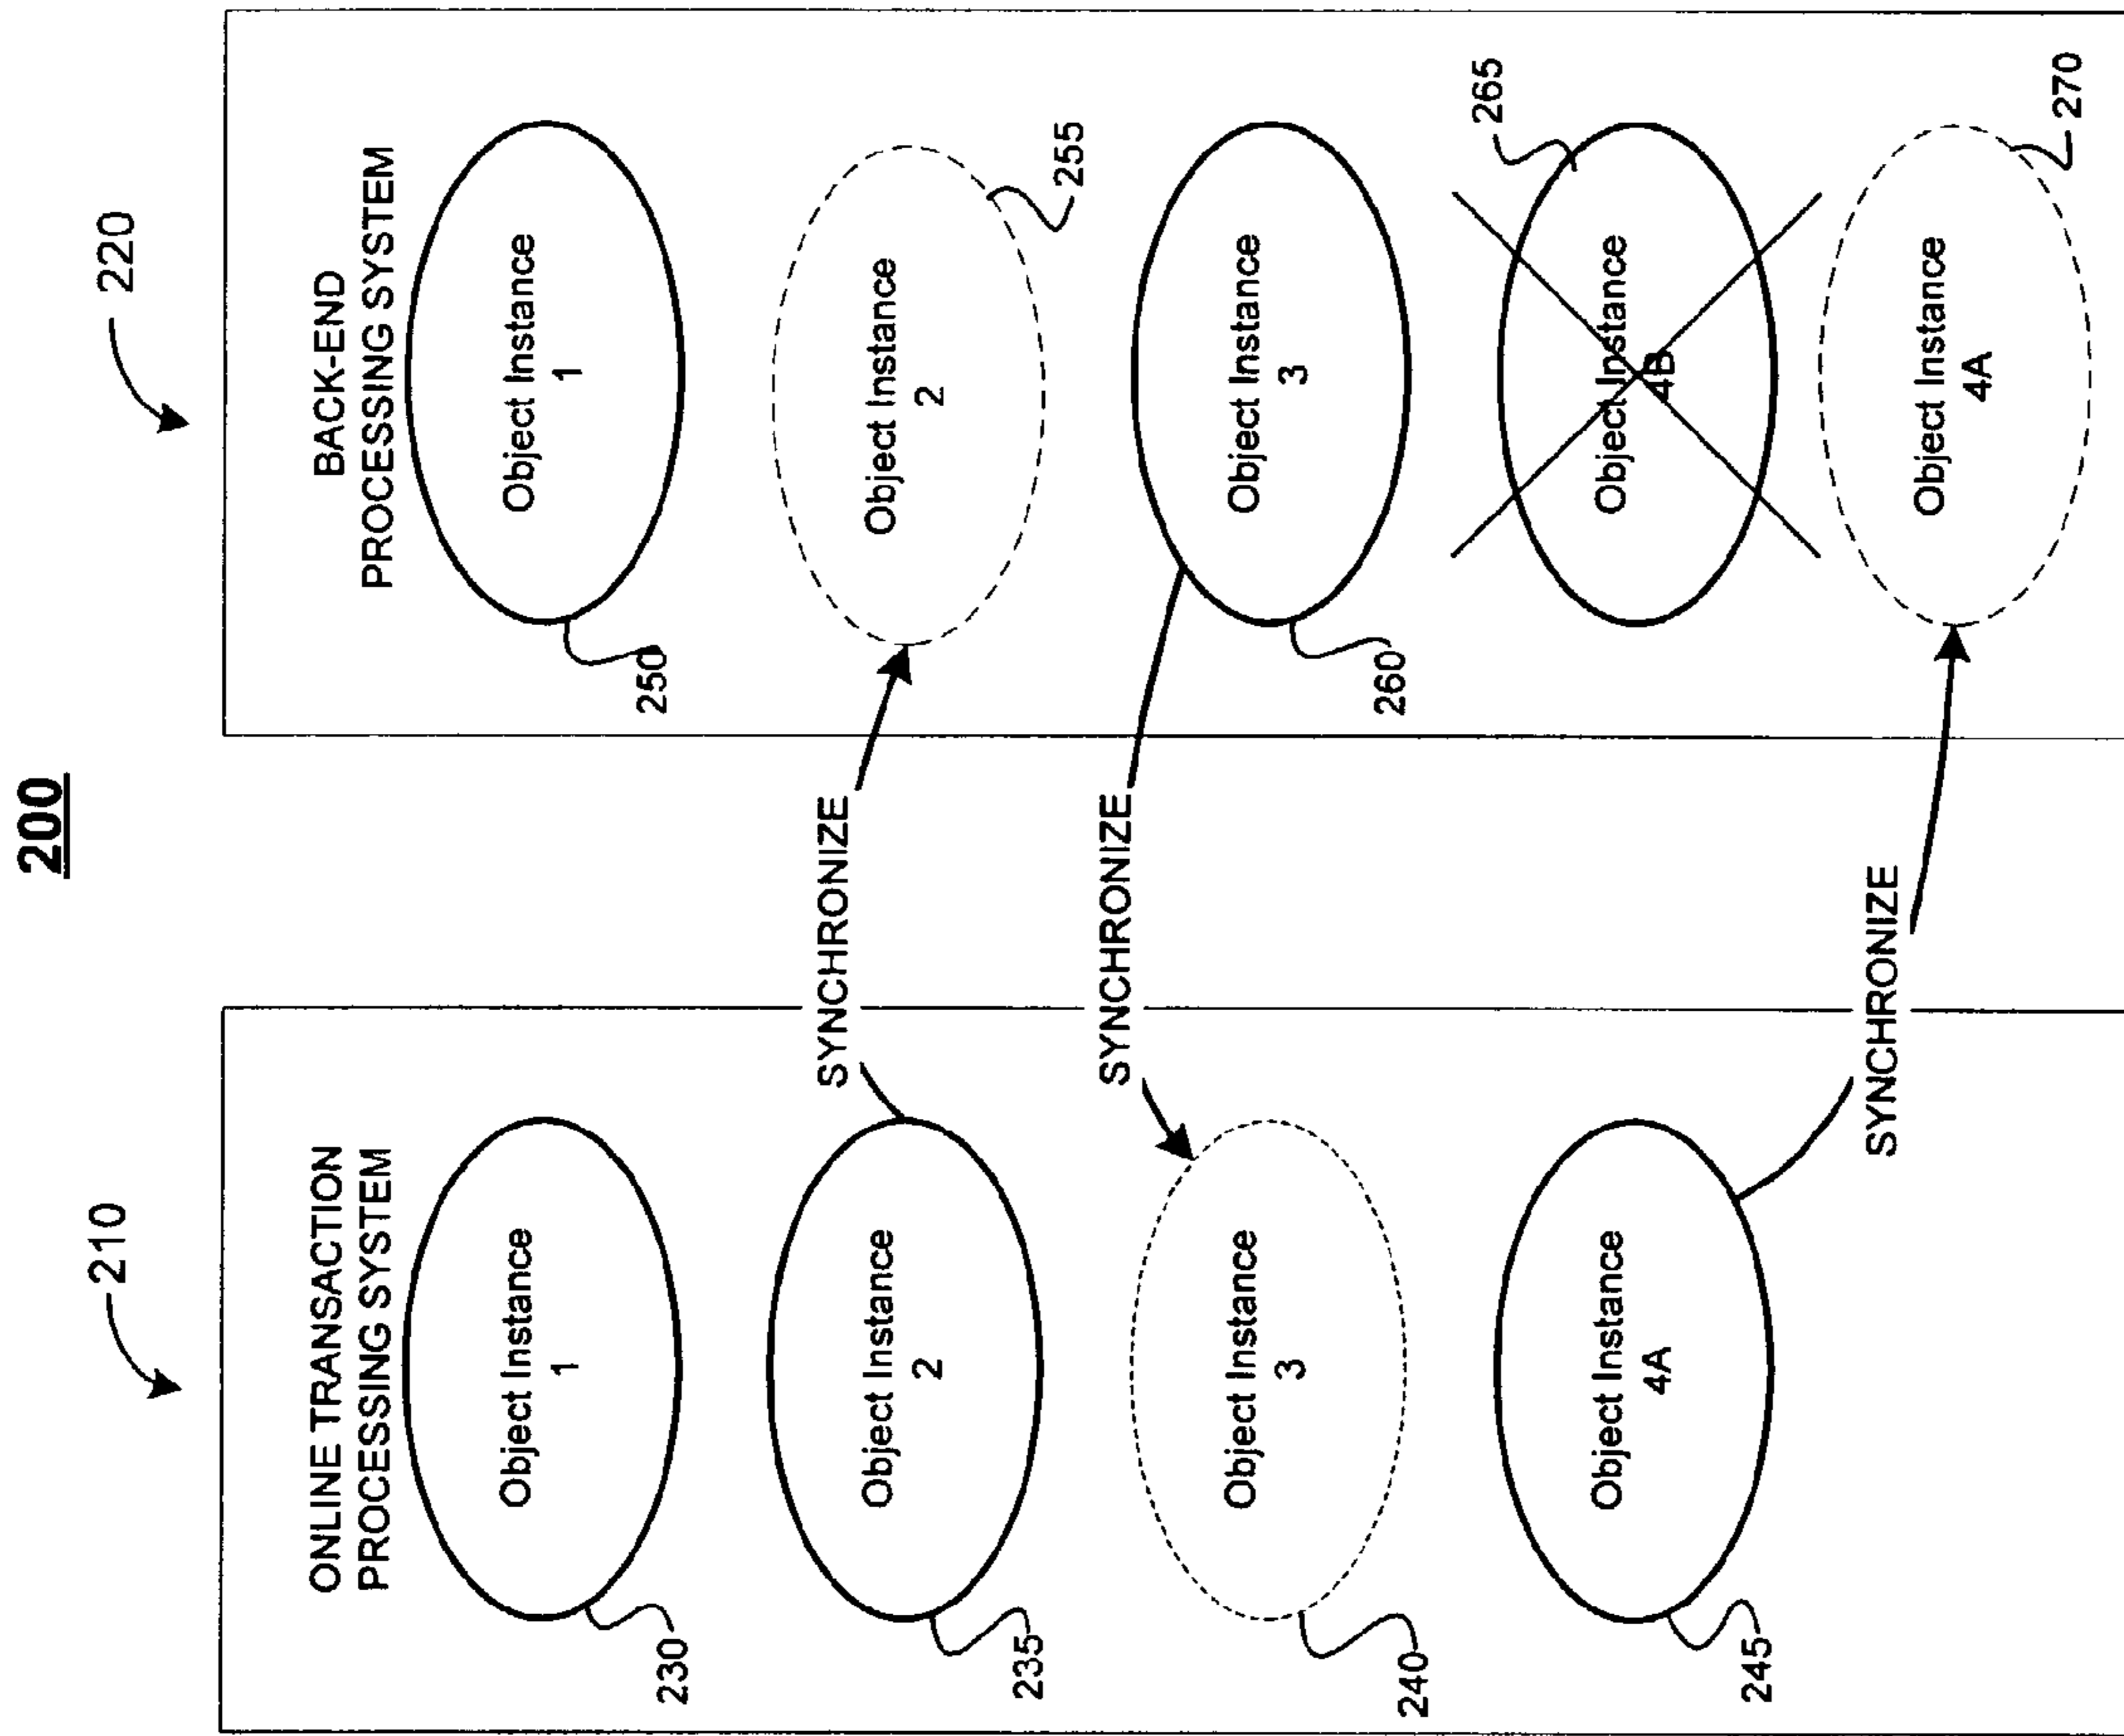 200
210
220
ONLINE TRANSACTION
PROCESSING SYSTEM
Object Instance
1
230
Object Instance
2
235
Object Instance
3
240
Object Instance
4A
245
SYNCHRONIZE
SYNCHRONIZE
SYNCHRONIZE
BACK-END
PROCESSING SYSTEM
Object Instance
1
250
Object Instance
2
255
Object Instance
3
260
Object Instance
4B
265
Object Instance
4A
270